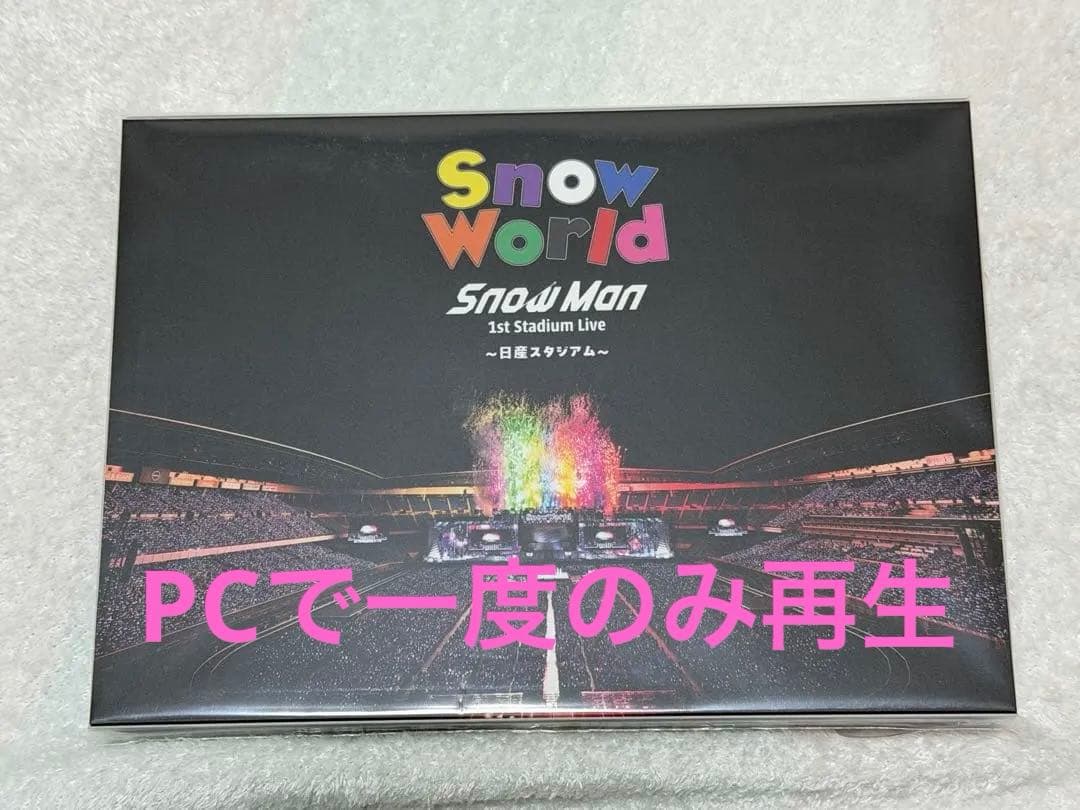 Snow
World
Snow Man
1st Stadium Live
~日産スタジアム~
PCで一度のみ再生